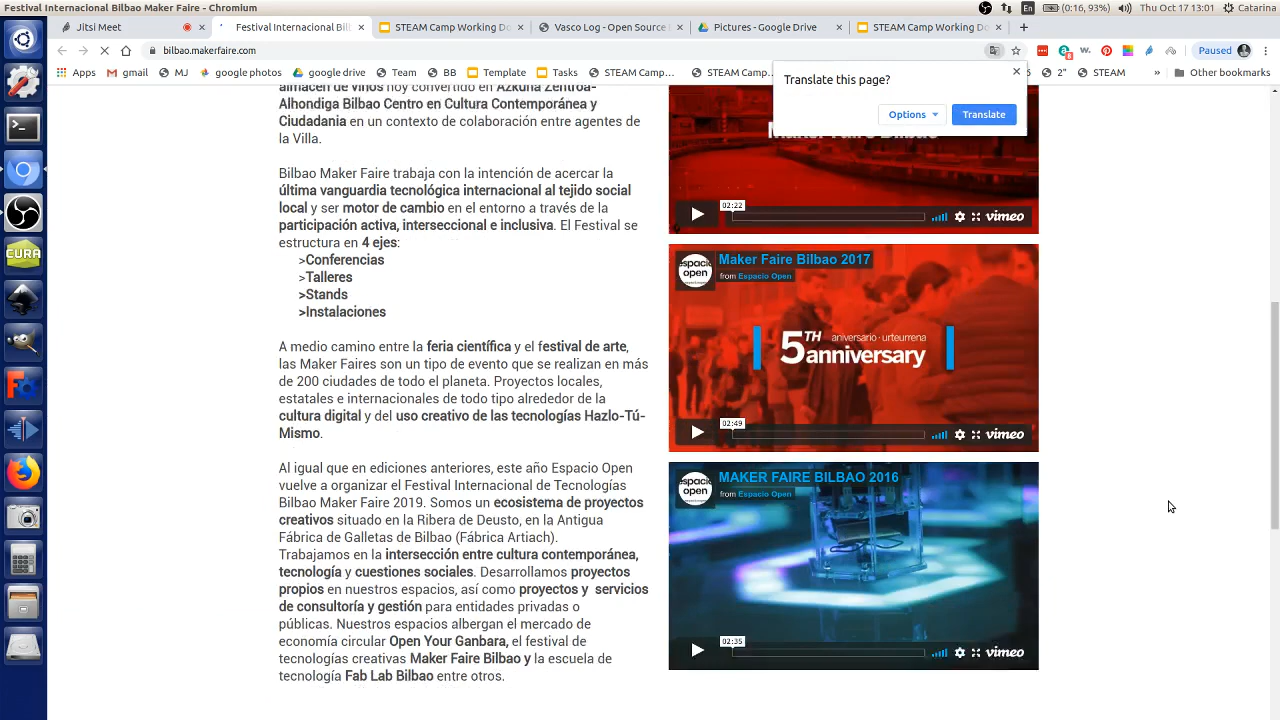 Festival Internacional Bilbao Maker Faire - Chromium
En (0:16, 93%) Thu Oct 17 13:01 Catarina
Jitsi Meet
Festival Internacional Bil
STEAM Camp Working Do
Vasco Log - Open Source
Pictures - Google Drive
STEAM Camp Working Do
bilbao.makerfaire.com
Paused
Apps gmail MJ google photos google drive Team BB Template Tasks STEAM Camp... STEAM Cam... 2" STEAM » Other bookmarks
Translate this page?
Options Translate
almacén de vinos hoy convertido en Azkuna Zentroa-
Alhondiga Bilbao Centro en Cultura Contemporánea y
Ciudadania en un contexto de colaboración entre agentes de
la Villa.
Bilbao Maker Faire trabaja con la intención de acercar la
última vanguardia tecnológica internacional al tejido social
local y ser motor de cambio en el entorno a través de la
participación activa, interseccional e inclusiva. El Festival se
estructura en 4 ejes:
>Conferencias
>Talleres
>Stands
>Instalaciones
A medio camino entre la feria científica y el festival de arte,
las Maker Faires son un tipo de evento que se realizan en más
de 200 ciudades de todo el planeta. Proyectos locales,
estatales e internacionales de todo tipo alrededor de la
cultura digital y del uso creativo de las tecnologías Hazlo-Tú-
Mismo.
Al igual que en ediciones anteriores, este año Espacio Open
vuelve a organizar el Festival Internacional de Tecnologías
Bilbao Maker Faire 2019. Somos un ecosistema de proyectos
creativos situado en la Ribera de Deusto, en la Antigua
Fábrica de Galletas de Bilbao (Fábrica Artiach).
Trabajamos en la intersección entre cultura contemporánea,
tecnología y cuestiones sociales. Desarrollamos proyectos
propios en nuestros espacios, así como proyectos y servicios
de consultoría y gestión para entidades privadas o
públicas. Nuestros espacios albergan el mercado de
economía circular Open Your Ganbara, el festival de
tecnologías creativas Maker Faire Bilbao y la escuela de
tecnología Fab Lab Bilbao entre otros.
Maker Faire Bilbao
02:22
vimeo
espacio open
Maker Faire Bilbao 2017
from Espacio Open
5TH aniversario · urteurrena
anniversary
02:49
vimeo
espacio open
MAKER FAIRE BILBAO 2016
from Espacio Open
02:35
vimeo
CURA